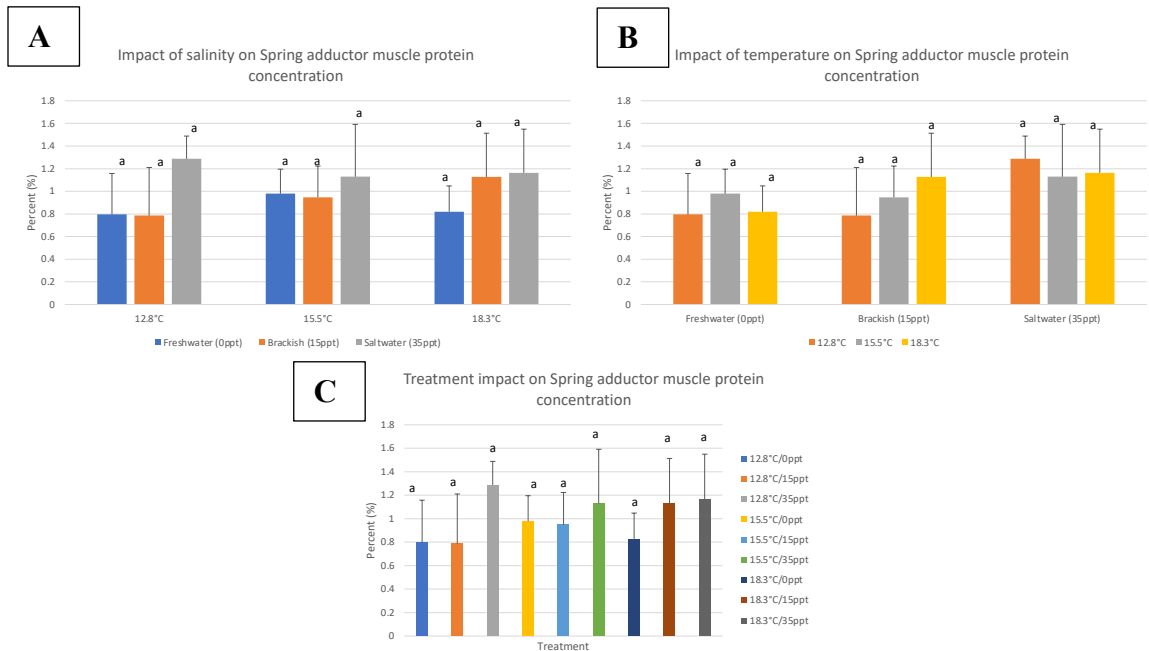 A
Impact of salinity on Spring adductor muscle protein
concentration
Percent (%)
1.8
1.6
1.4
1.2
1
0.8
0.6
0.4
0.2
0
a a a a a a a a a
12.8°C 15.5°C 18.3°C
Freshwater (0ppt) Brackish (15ppt) Saltwater (35ppt)
B
Impact of temperature on Spring adductor muscle protein
concentration
Percent (%)
1.8
1.6
1.4
1.2
1
0.8
0.6
0.4
0.2
0
a a a a a a a a a
Freshwater (0ppt) Brackish (15ppt) Saltwater (35ppt)
12.8°C 15.5°C 18.3°C
C
Treatment impact on Spring adductor muscle protein
concentration
Percent (%)
1.8
1.6
1.4
1.2
1
0.8
0.6
0.4
0.2
0
a a a a a a a a a
Treatment
12.8°C/0ppt
12.8°C/15ppt
12.8°C/35ppt
15.5°C/0ppt
15.5°C/15ppt
15.5°C/35ppt
18.3°C/0ppt
18.3°C/15ppt
18.3°C/35ppt